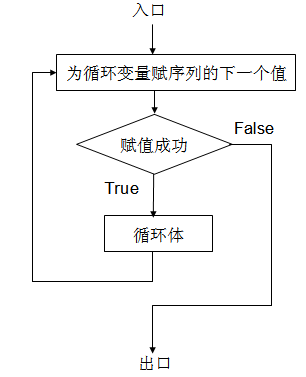 入口
为循环变量赋序列的下一个值
赋值成功
False
True
循环体
出口